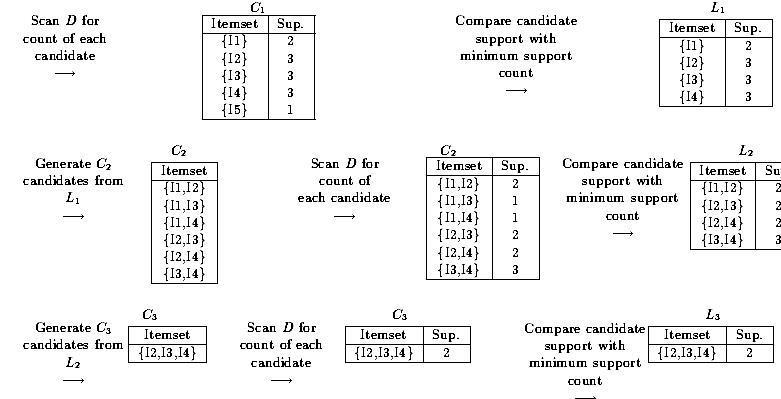 Scan D for
count of each
candidate
⟶
C1
Itemset Sup.
{I1} 2
{I2} 3
{I3} 3
{I4} 3
{I5} 1
Compare candidate
support with
minimum support
count
⟶
L1
Itemset Sup.
{I1} 2
{I2} 3
{I3} 3
{I4} 3
Generate C2
candidates from
L1
⟶
C2
Itemset
{I1,I2}
{I1,I3}
{I1,I4}
{I2,I3}
{I2,I4}
{I3,I4}
Scan D for
count of
each candidate
⟶
C2
Itemset Sup.
{I1,I2} 2
{I1,I3} 1
{I1,I4} 1
{I2,I3} 2
{I2,I4} 2
{I3,I4} 3
Compare candidate
support with
minimum support
count
⟶
L2
Itemset Su
{I1,I2} 2
{I2,I3} 2
{I2,I4} 2
{I3,I4} 3
Generate C3
candidates from
L2
⟶
C3
Itemset
{I2,I3,I4}
Scan D for
count of each
candidate
⟶
C3
Itemset Sup.
{I2,I3,I4} 2
Compare candidate
support with
minimum support
count
⟶
L3
Itemset Sup.
{I2,I3,I4} 2